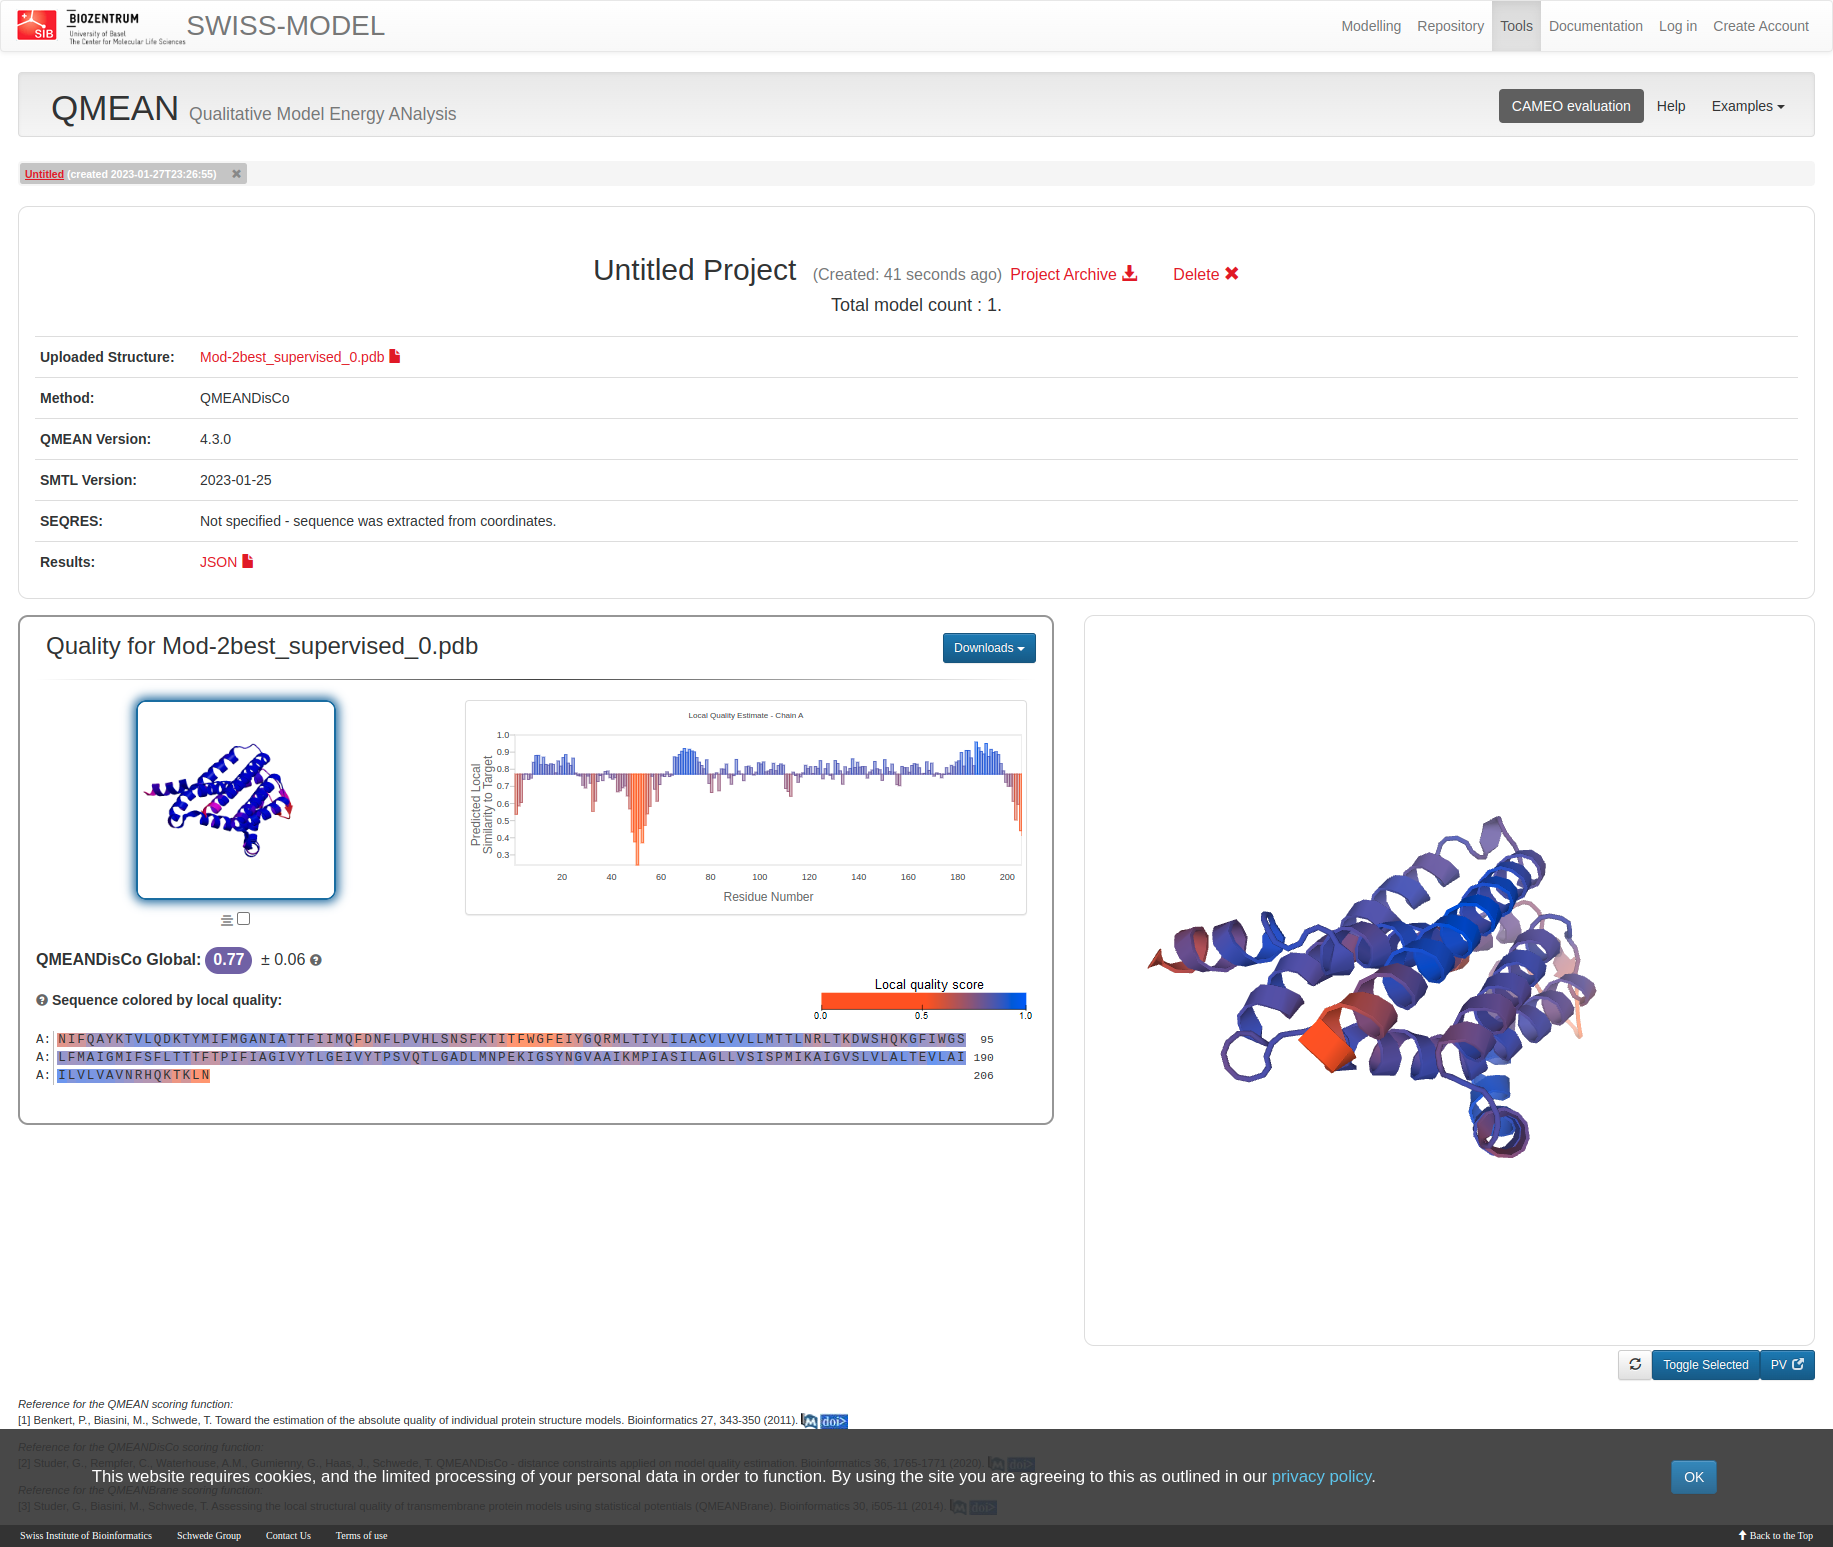 SIB
BIOZENTRUM
University of Basel
The Center for Molecular Life Sciences
SWISS-MODEL
Modelling Repository Tools Documentation Log in Create Account
QMEAN Qualitative Model Energy ANalysis
CAMEO evaluation Help Examples
Untitled (created 2023-01-27T23:26:55)
Untitled Project (Created: 41 seconds ago) Project Archive Delete
Total model count : 1.
Uploaded Structure: Mod-2best_supervised_0.pdb
Method: QMEANDisCo
QMEAN Version: 4.3.0
SMTL Version: 2023-01-25
SEQRES: Not specified - sequence was extracted from coordinates.
Results: JSON
Quality for Mod-2best_supervised_0.pdb
Downloads
Local Quality Estimate - Chain A
Predicted Local
Similarity to Target
1.0
0.9
0.8
0.7
0.6
0.5
0.4
0.3
20 40 60 80 100 120 140 160 180 200
Residue Number
QMEANDisCo Global: 0.77 ± 0.06
Sequence colored by local quality:
Local quality score
0.0 0.5 1.0
A: NIFQAYKTVLQDKTYMIFMGANIATTFIIMQFDNFLPVHLSNSFKTITFWGFEIYGQRMLTIYLILACVLVVLLMTTLNRLTKDWSHQKGFIWGS 95
A: LFMAIGMIFSFLTTTFTPIFIAGIVYTLGEIVYTPSVQTLGADLMNPEKIGSYNGVAAIKMPIASILAGLLVSISPMIKAIGVSLVLALTEVLAI 190
A: ILVLVAVNRHQKTKLN 206
Toggle Selected PV
Reference for the QMEAN scoring function:
[1] Benkert, P., Biasini, M., Schwede, T. Toward the estimation of the absolute quality of individual protein structure models. Bioinformatics 27, 343-350 (2011). doi>
Reference for the QMEANDisCo scoring function:
[2] Studer, G., Rempfer, C., Waterhouse, A.M., Gumienny, G., Haas, J., Schwede, T. QMEANDisCo - distance constraints applied on model quality estimation. Bioinformatics 36, 1765-1771 (2020). doi>
This website requires cookies, and the limited processing of your personal data in order to function. By using the site you are agreeing to this as outlined in our privacy policy.
OK
Reference for the QMEANBrane scoring function:
[3] Studer, G., Biasini, M., Schwede, T. Assessing the local structural quality of transmembrane protein models using statistical potentials (QMEANBrane). Bioinformatics 30, i505-11 (2014). doi>
Swiss Institute of Bioinformatics Schwede Group Contact Us Terms of use
Back to the Top